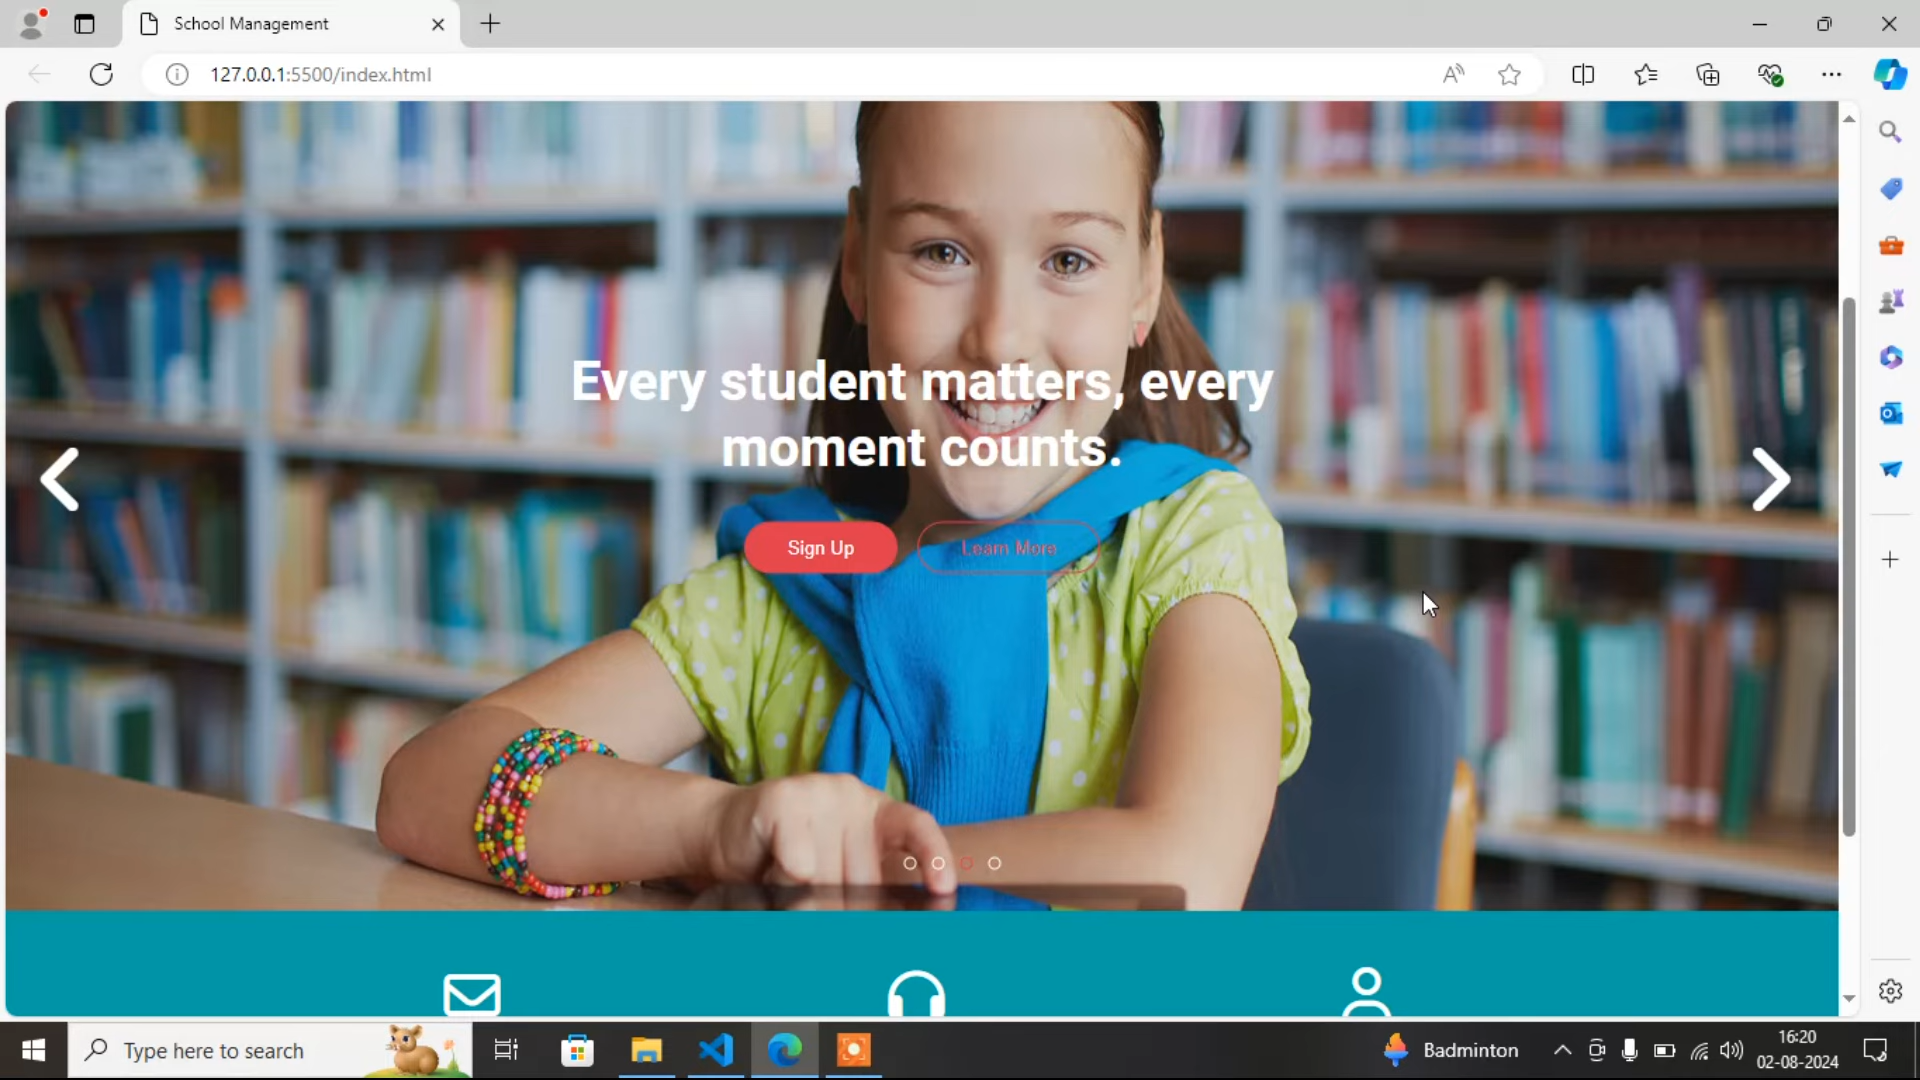 School Management
127.0.0.1:5500/index.html
Every student matters, every
moment counts.
Sign Up
Learn More
Type here to search
Badminton
16:20
02-08-2024